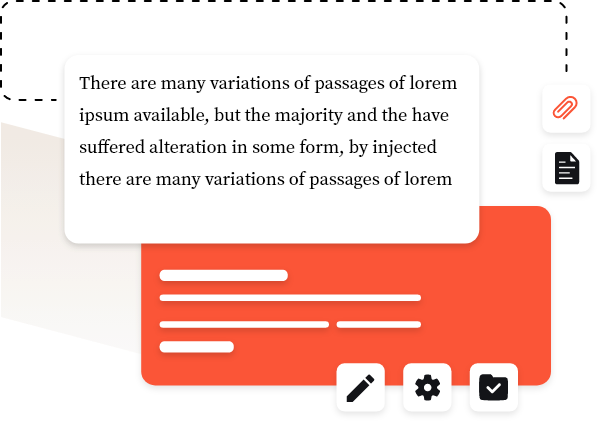 There are many variations of passages of lorem
ipsum available, but the majority and the have
suffered alteration in some form, by injected
there are many variations of passages of lorem